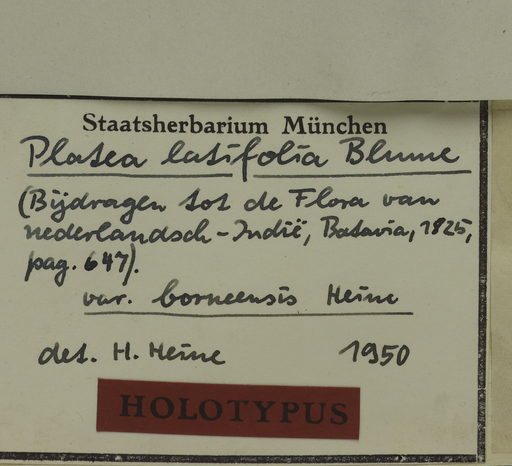 Staatsherbarium München
Platea latifolia Blume
(Bijdragen tot de Flora van
nederlandsch-Indië, Batavia, 1825,
pag. 647).
var. borneensis Heine
det. H. Heine 1950
HOLOTYPUS